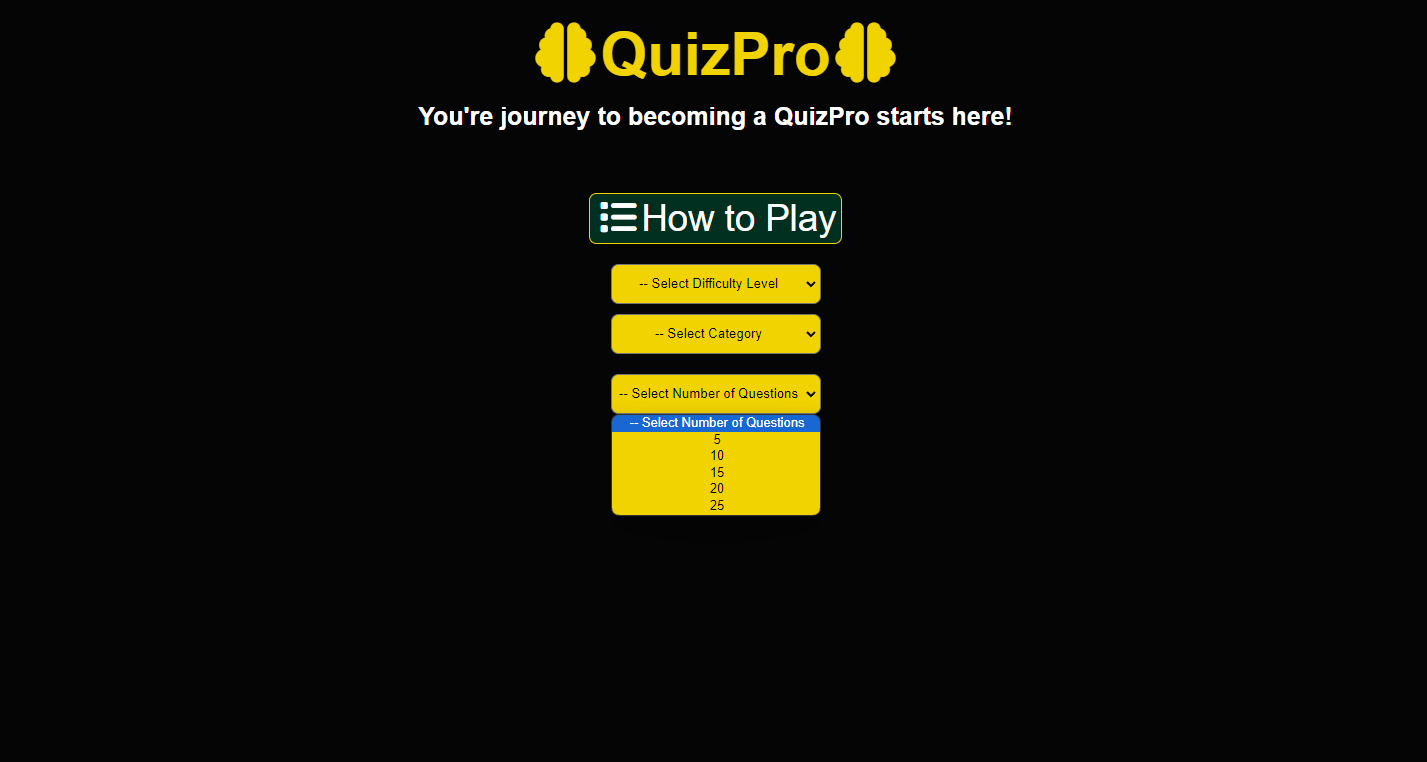 QuizPro
You're journey to becoming a QuizPro starts here!
How to Play
-- Select Difficulty Level
-- Select Category
-- Select Number of Questions
-- Select Number of Questions
5
10
15
20
25